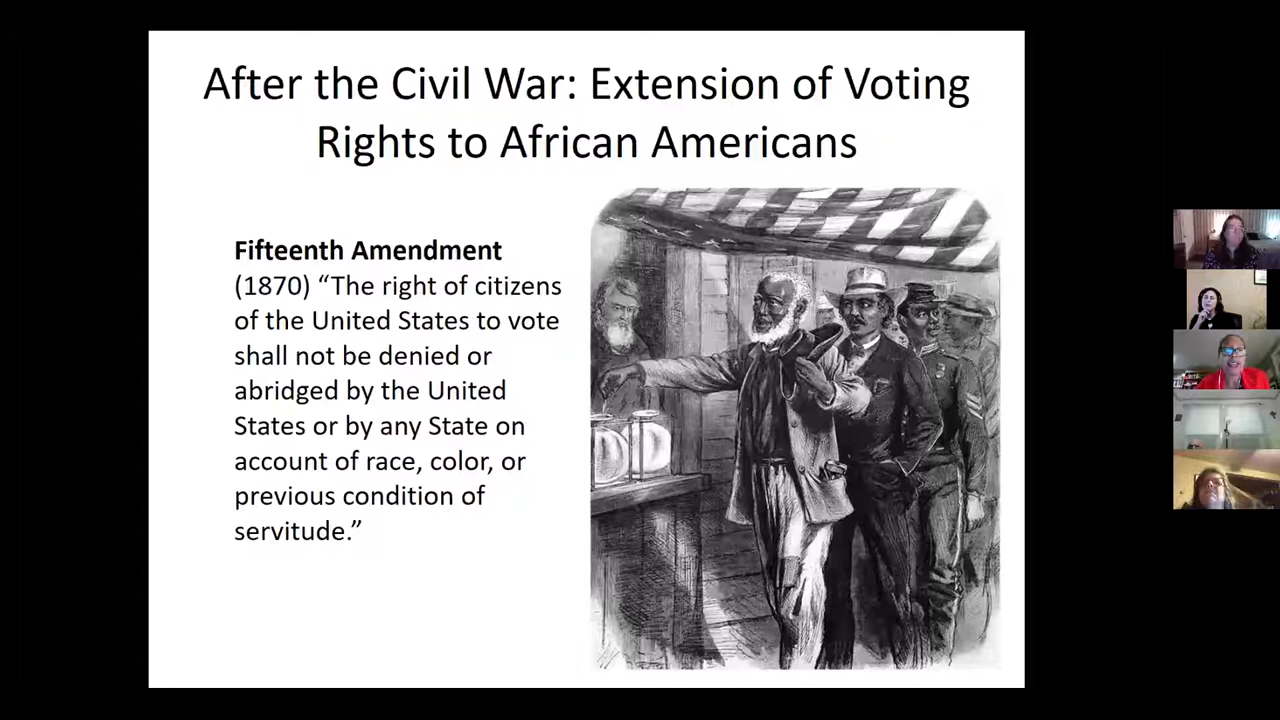 After the Civil War: Extension of Voting
Rights to African Americans
Fifteenth Amendment
(1870) “The right of citizens
of the United States to vote
shall not be denied or
abridged by the United
States or by any State on
account of race, color, or
previous condition of
servitude.”